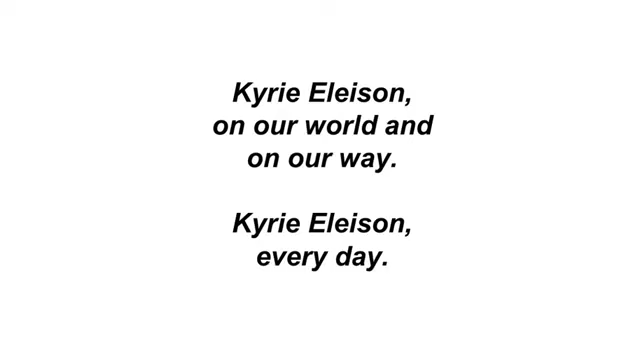 Kyrie Eleison,
on our world and
on our way.
Kyrie Eleison,
every day.